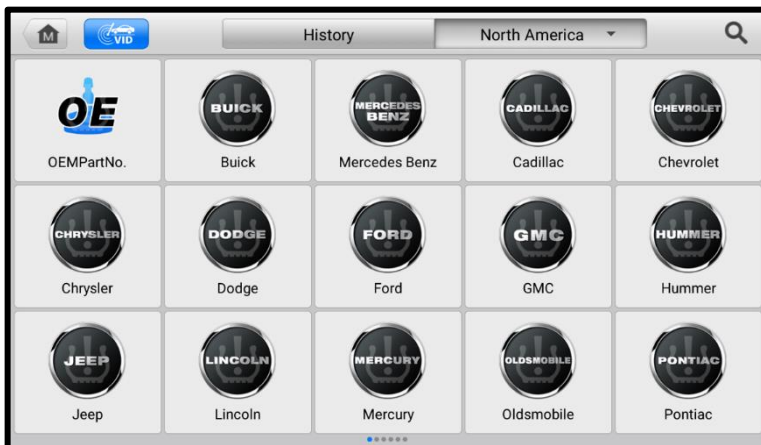 M VID History North America
OE BUICK MERCEDES BENZ CADILLAC CHEVROLET
OEMPartNo. Buick Mercedes Benz Cadillac Chevrolet
CHRYSLER DODGE FORD GMC HUMMER
Chrysler Dodge Ford GMC Hummer
JEEP LINCOLN MERCURY OLDSMOBILE PONTIAC
Jeep Lincoln Mercury Oldsmobile Pontiac